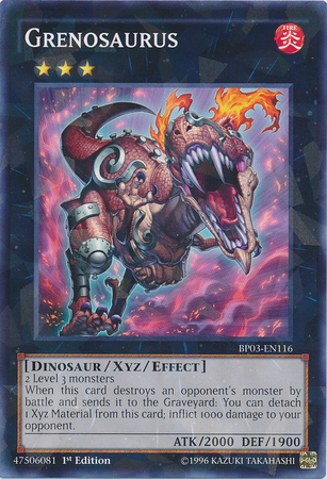 GRENOSAURUS
FIRE
炎
BP03-EN116
[DINOSAUR/XYZ/EFFECT]
2 Level 3 monsters
When this card destroys an opponent's monster by
battle and sends it to the Graveyard: You can detach
1 Xyz Material from this card; inflict 1000 damage to your
opponent.
ATK/2000 DEF/1900
47506081 1st Edition ©1996 KAZUKI TAKAHASHI